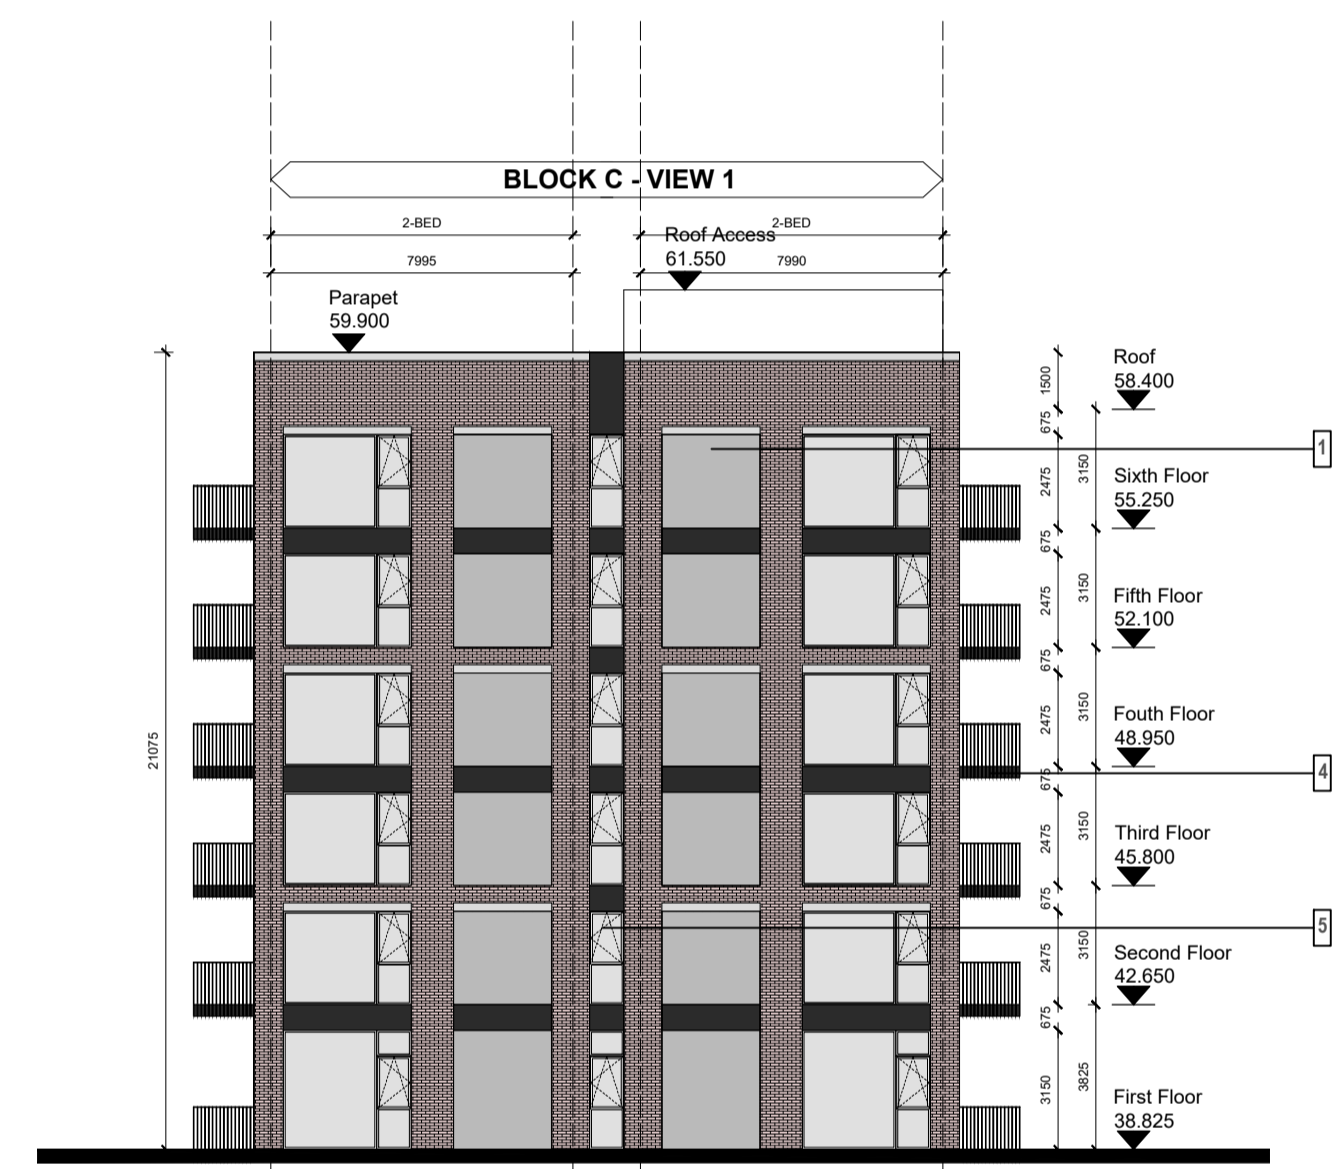 BLOCK C - VIEW 1
2-BED
2-BED
Roof Access
61.550
7995
7990
Parapet
59.900
Roof
58.400
1500
675
1
2475
3150
Sixth Floor
55.250
675
2475
3150
Fifth Floor
52.100
675
2475
3150
Fouth Floor
48.950
21075
675
4
2475
3150
Third Floor
45.800
675
5
2475
3150
Second Floor
42.650
675
3150
3825
First Floor
38.825